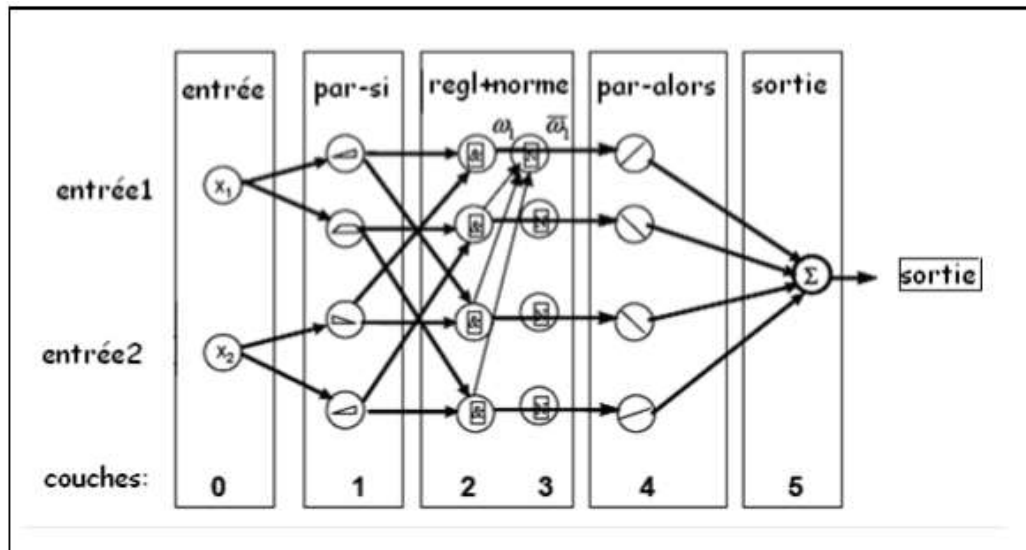 entrée par-si regl+norme par-alors sortie
ω₁ ω̅₁
entrée1 x₁
Σ sortie
entrée2 x₂
couches: 0 1 2 3 4 5